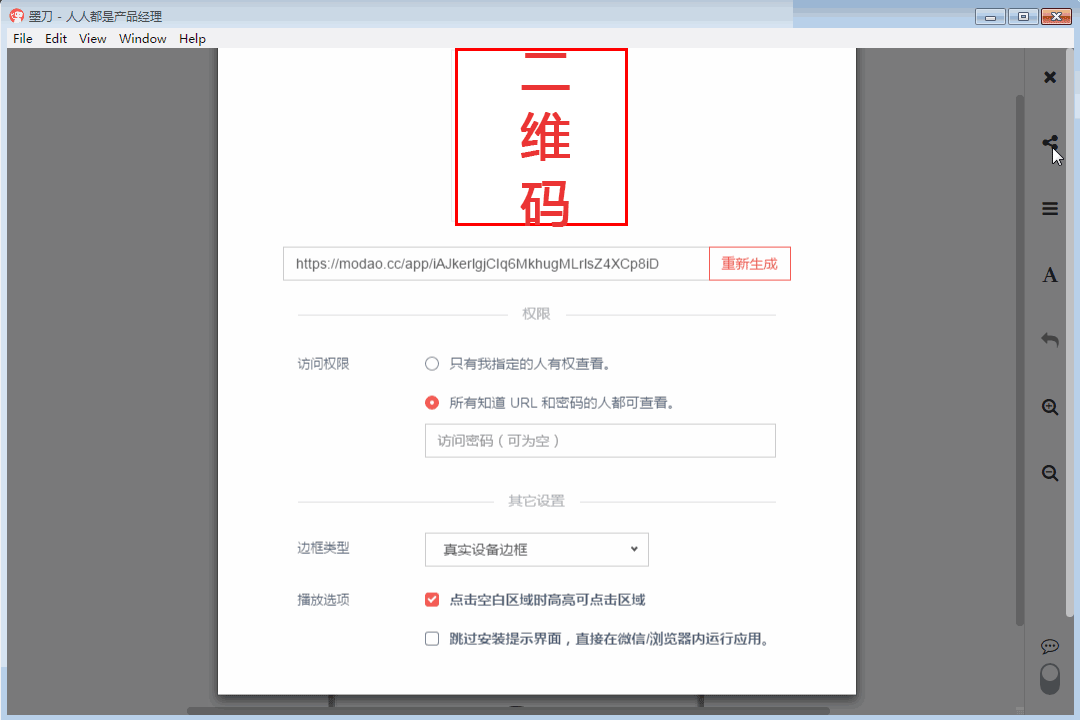 墨刀 - 人人都是产品经理
File Edit View Window Help
二
维
码
https://modao.cc/app/iAJkerIgjCIq6MkhugMLrIsZ4XCp8iD
重新生成
权限
访问权限
只有我指定的人有权查看。
所有知道 URL 和密码的人都可查看。
访问密码（可为空）
其它设置
边框类型
真实设备边框
播放选项
点击空白区域时高亮可点击区域
跳过安装提示界面，直接在微信/浏览器内运行应用。
A